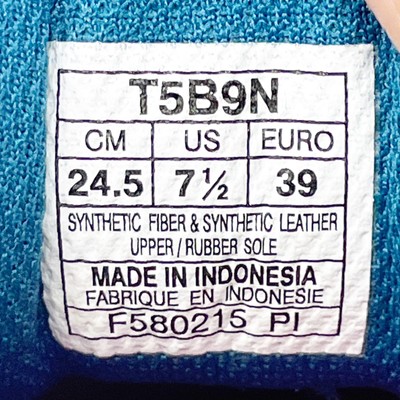 T5B9N
CM US EURO
24.5 7½ 39
SYNTHETIC FIBER & SYNTHETIC LEATHER
UPPER / RUBBER SOLE
MADE IN INDONESIA
FABRIQUE EN INDONESIE
F580215 PI